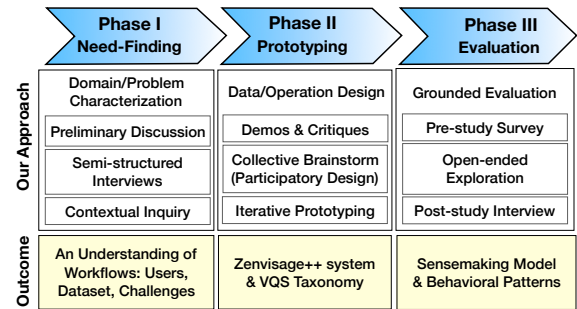 Phase I
Need-Finding
Phase II
Prototyping
Phase III
Evaluation
Our Approach
Domain/Problem
Characterization
Preliminary Discussion
Semi-structured
Interviews
Contextual Inquiry
Data/Operation Design
Demos & Critiques
Collective Brainstorm
(Participatory Design)
Iterative Prototyping
Grounded Evaluation
Pre-study Survey
Open-ended
Exploration
Post-study Interview
Outcome
An Understanding of
Workflows: Users,
Dataset, Challenges
Zenvisage++ system
& VQS Taxonomy
Sensemaking Model
& Behavioral Patterns